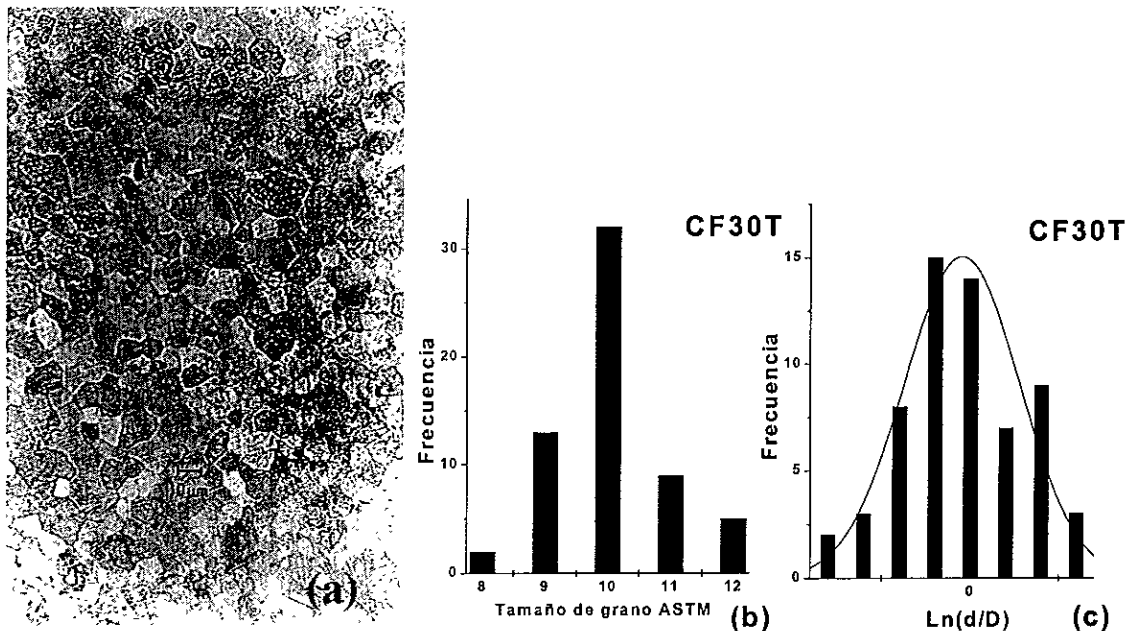 (a)
CF30T
30
20
10
0
Frecuencia
8 9 10 11 12
Tamaño de grano ASTM
(b)
CF30T
15
10
5
0
Frecuencia
0
Ln(d/D)
(c)